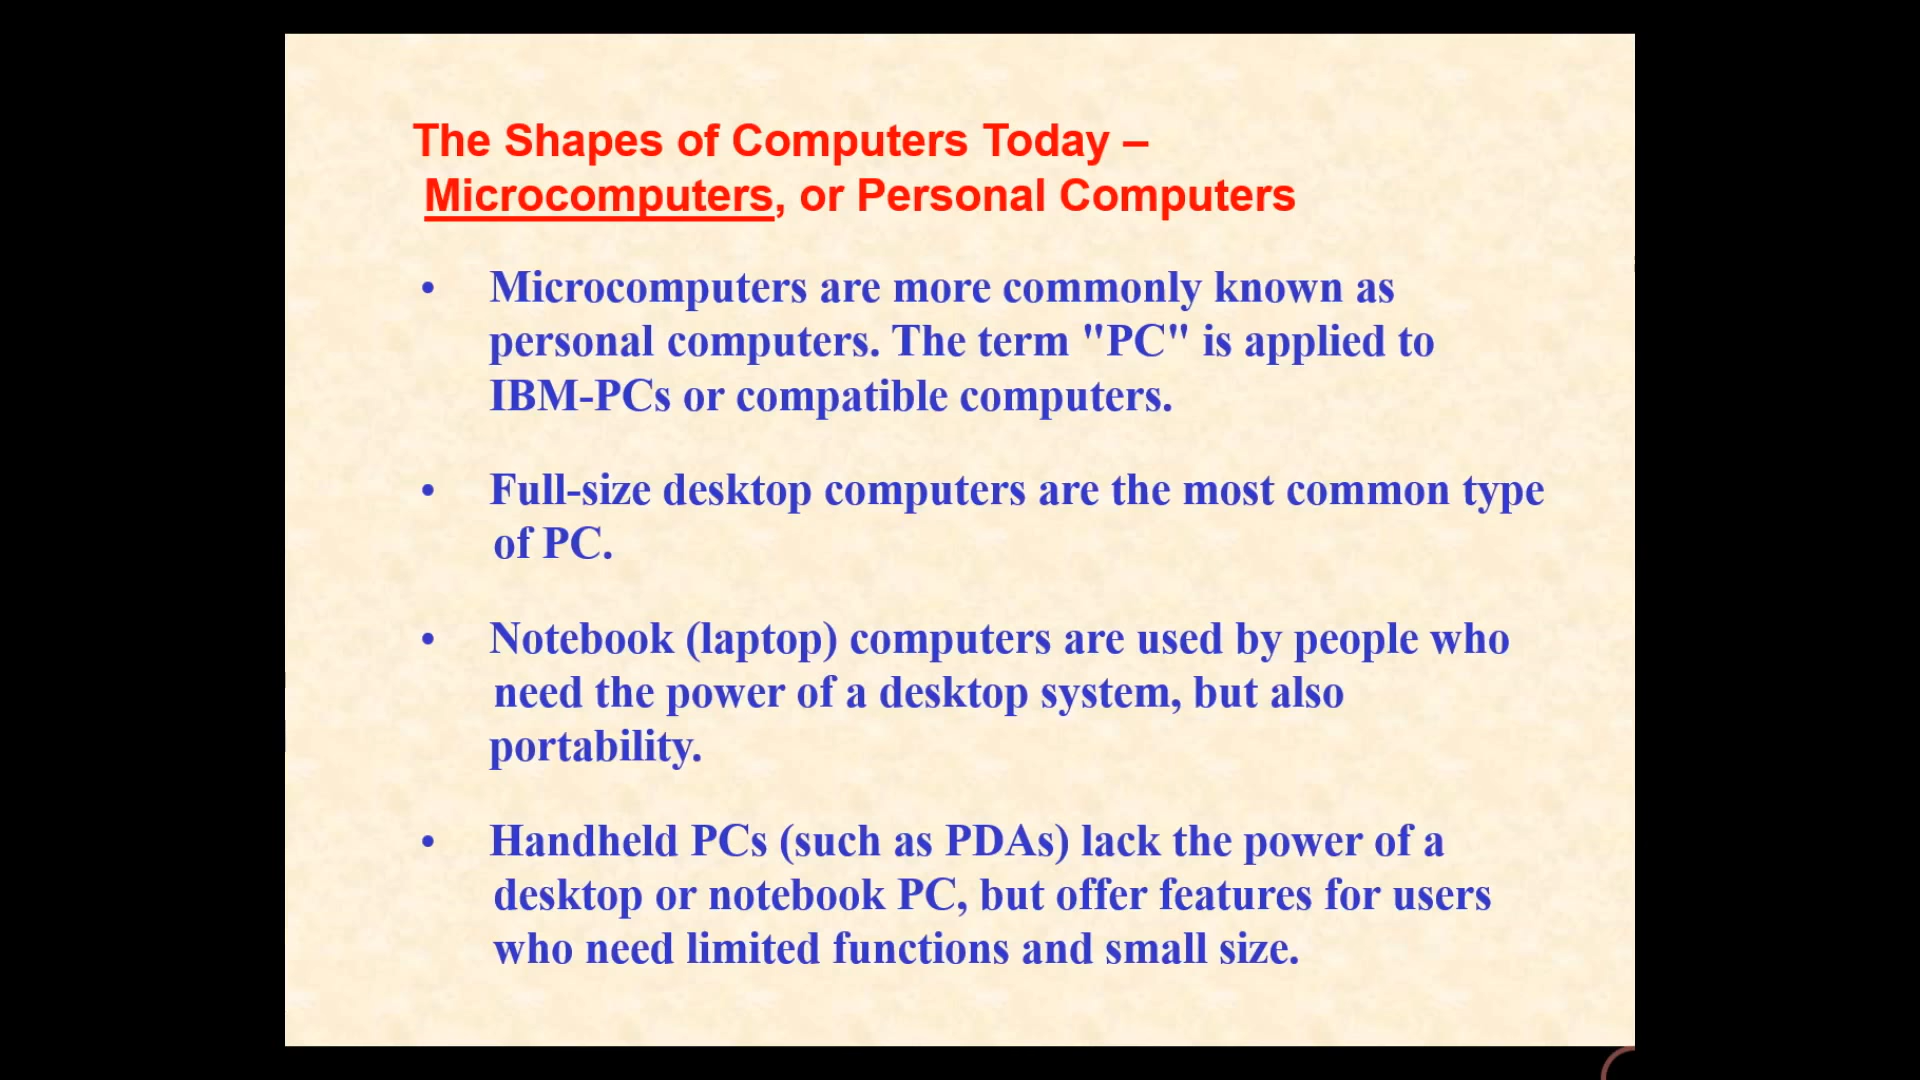 The Shapes of Computers Today –
Microcomputers, or Personal Computers
• Microcomputers are more commonly known as
personal computers. The term "PC" is applied to
IBM-PCs or compatible computers.
• Full-size desktop computers are the most common type
of PC.
• Notebook (laptop) computers are used by people who
need the power of a desktop system, but also
portability.
• Handheld PCs (such as PDAs) lack the power of a
desktop or notebook PC, but offer features for users
who need limited functions and small size.